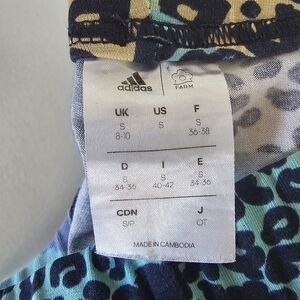 adidas FARM
UK US F
S S S
8-10 36-38
D I E
S S S
34-36 40-42 34-36
CDN J
S/P OT
MADE IN CAMBODIA